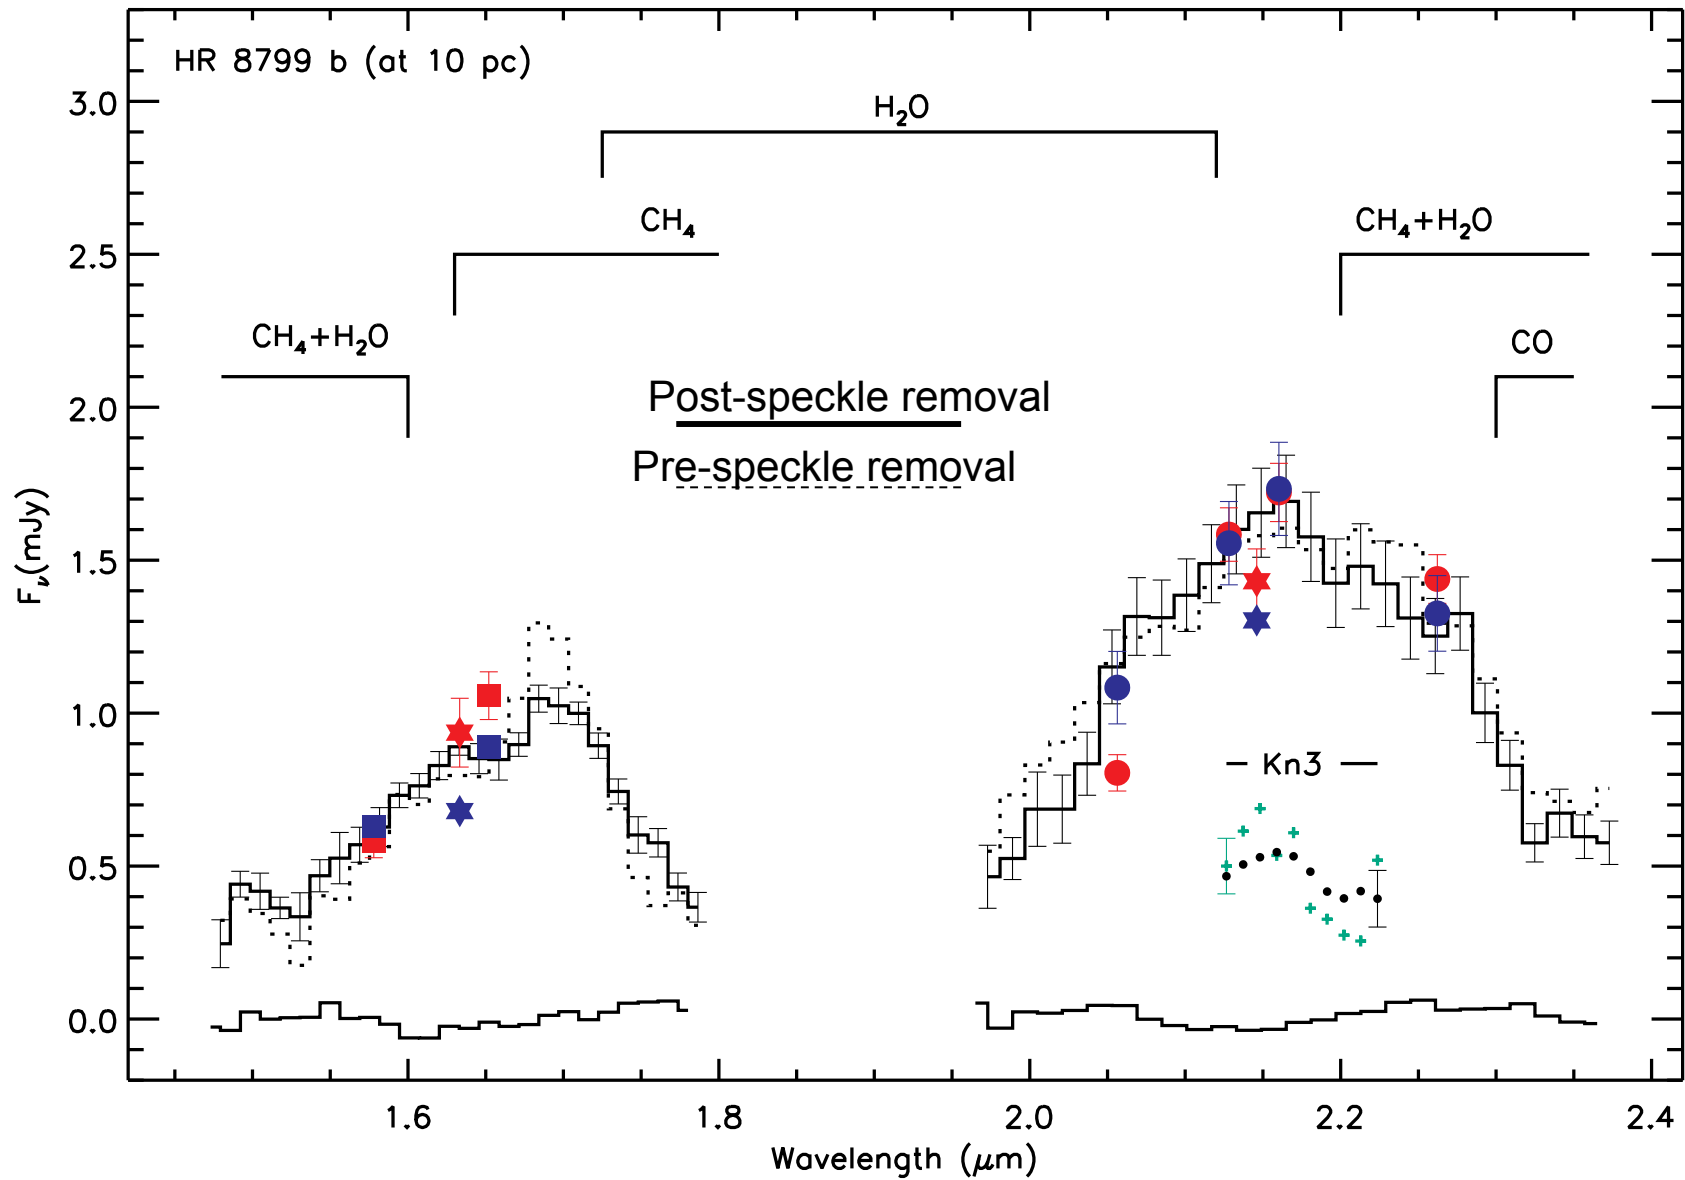 HR 8799 b (at 10 pc)
H₂O
CH₄
CH₄+H₂O
CH₄+H₂O
CO
Post-speckle removal
Pre-speckle removal
Kn3
3.0
2.5
2.0
1.5
1.0
0.5
0.0
Fν(mJy)
1.6 1.8 2.0 2.2 2.4
Wavelength (μm)